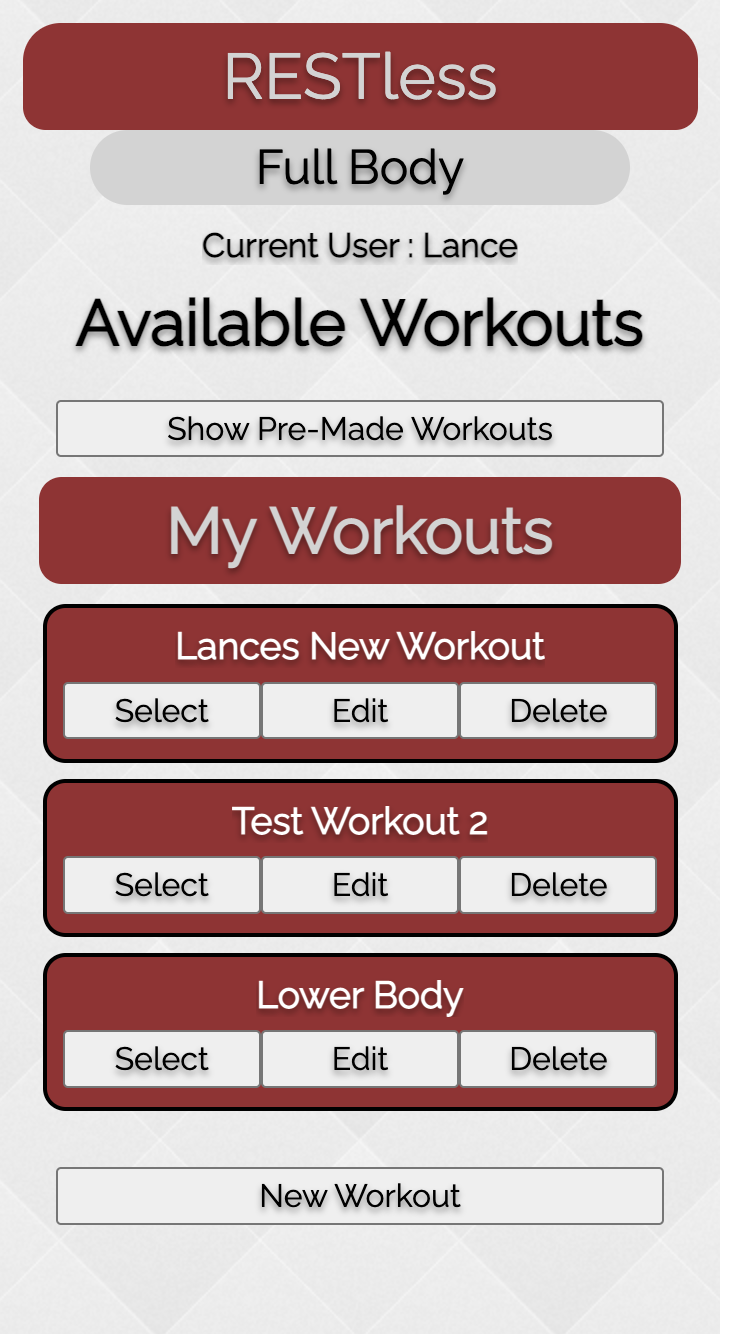 RESTless
Full Body
Current User : Lance
Available Workouts
Show Pre-Made Workouts
My Workouts
Lances New Workout
Select Edit Delete
Test Workout 2
Select Edit Delete
Lower Body
Select Edit Delete
New Workout